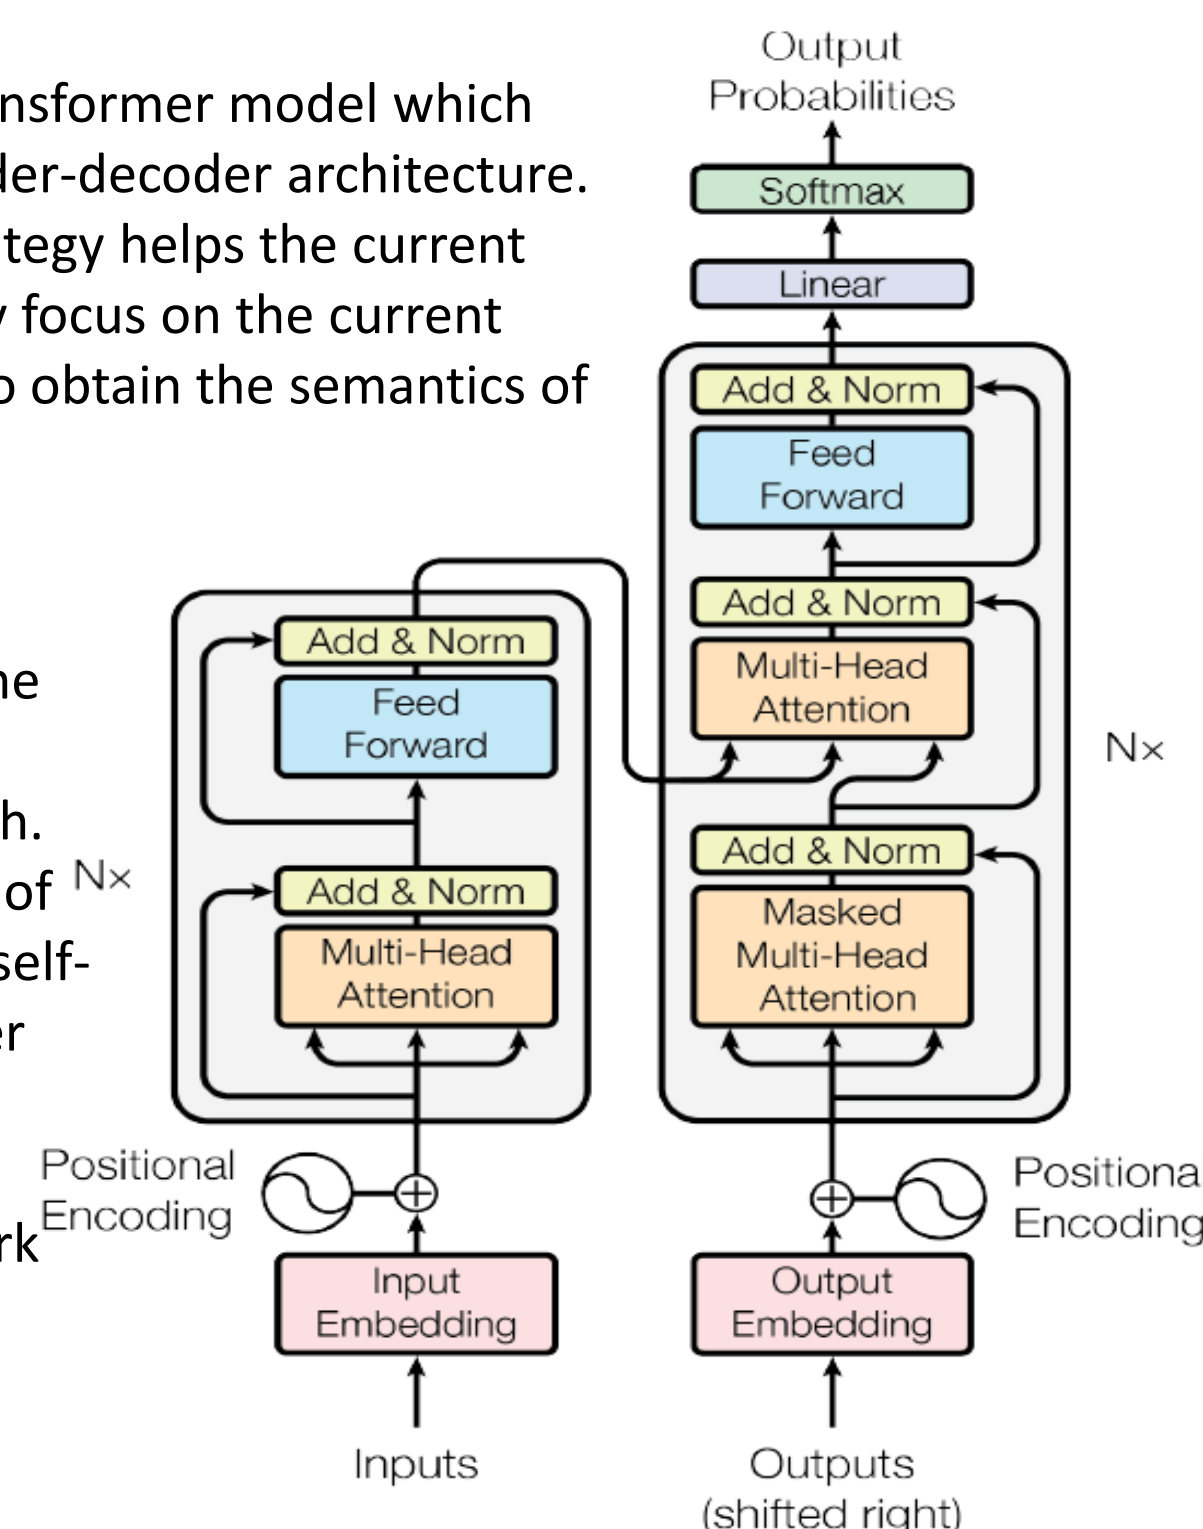 nsformer model which
der-decoder architecture.
tegy helps the current
y focus on the current
o obtain the semantics of
ne
h.
of
self-
er
rk
Output
Probabilities
Softmax
Linear
Add & Norm
Feed
Forward
Add & Norm
Multi-Head
Attention
Nx
Add & Norm
Masked
Multi-Head
Attention
Positional
Encoding
Output
Embedding
Outputs
(shifted right)
Add & Norm
Feed
Forward
Nx
Add & Norm
Multi-Head
Attention
Positional
Encoding
Input
Embedding
Inputs